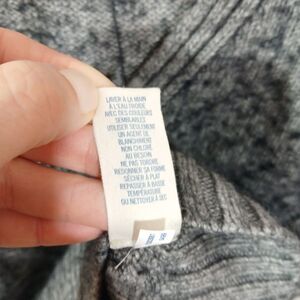 LAVER À LA MAIN
À L'EAU FROIDE
AVEC DES COULEURS
SEMBLABLES
UTILISER SEULEMENT
UN AGENT DE
BLANCHIMENT
NON CHLORÉ
AU BESOIN
NE PAS TORDRE
REDONNER SA FORME
SÉCHER À PLAT
REPASSER À BASSE
TEMPÉRATURE
OU NETTOYER À SEC